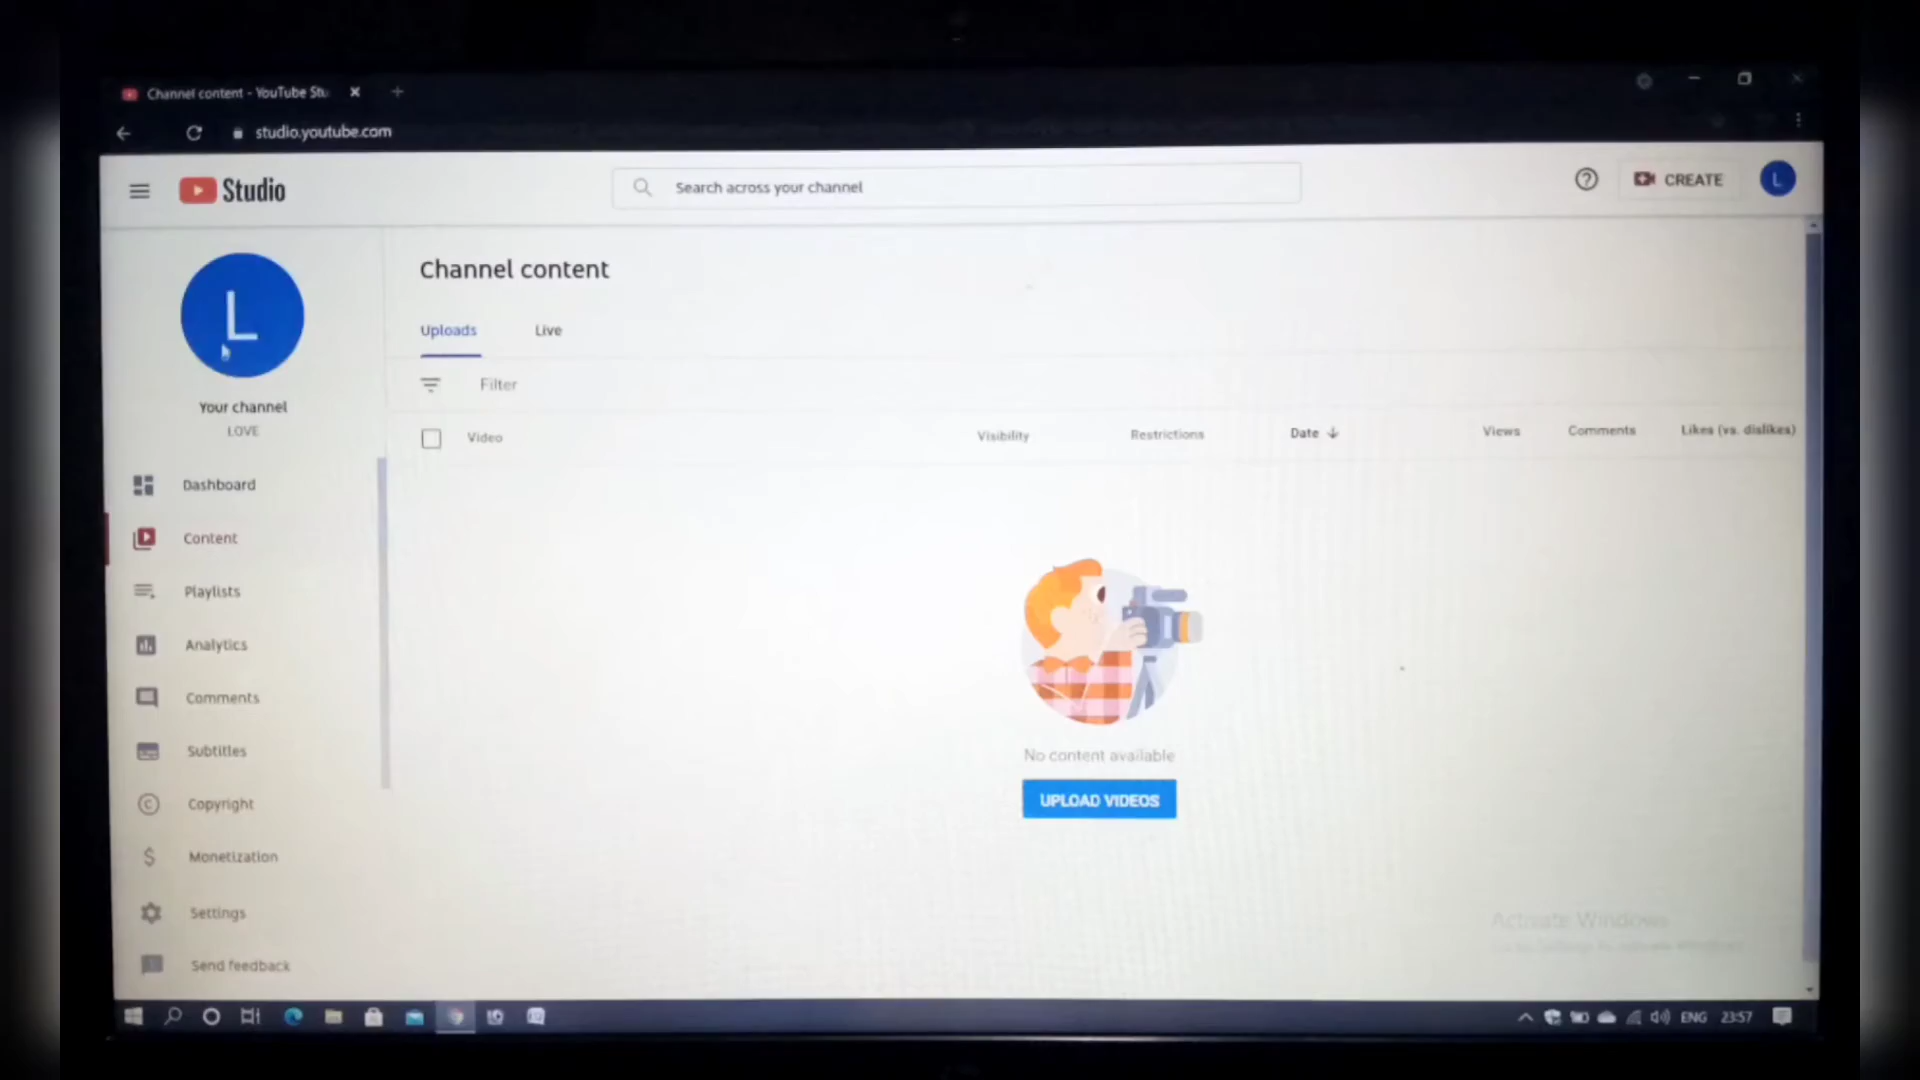 Channel content - YouTube Stu
studio.youtube.com
Studio
Search across your channel
CREATE
L
L
Your channel
LOVE
Channel content
Uploads
Live
Filter
Video
Visibility
Restrictions
Date
Views
Comments
Likes (vs. dislikes)
Dashboard
Content
Playlists
Analytics
Comments
Subtitles
Copyright
Monetization
Settings
Send feedback
No content available
UPLOAD VIDEOS
Activate Windows
ENG
23:57